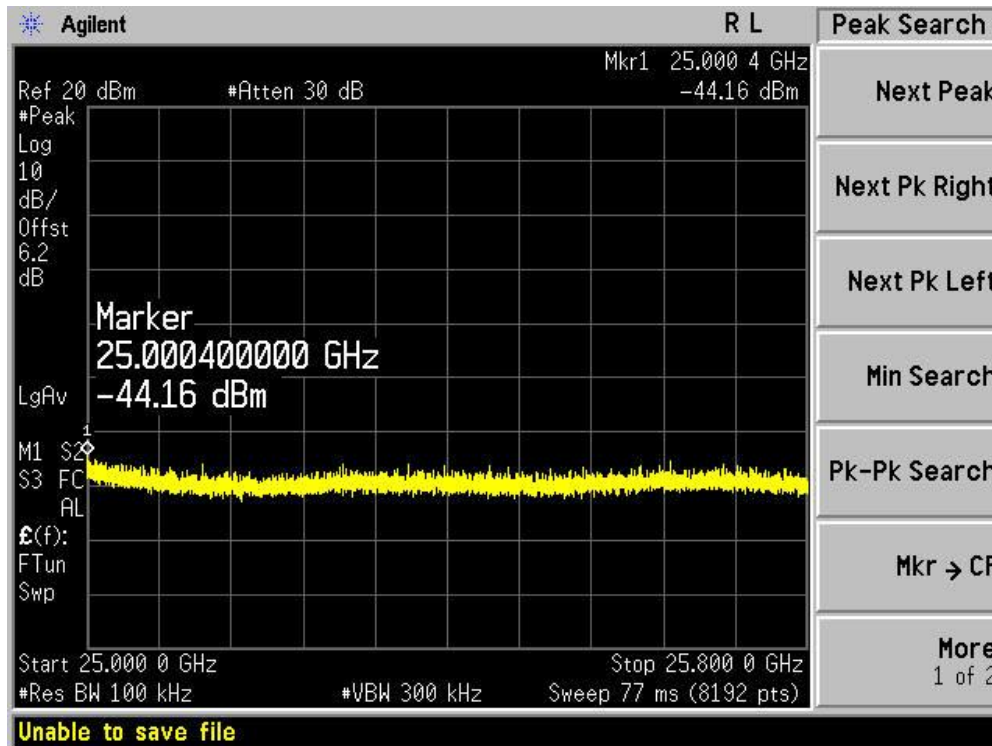 Agilent
R L
Peak Search
Mkr1 25.000 4 GHz
Ref 20 dBm #Atten 30 dB -44.16 dBm
#Peak
Log
10
dB/
Offst
6.2
dB
Marker
25.000400000 GHz
-44.16 dBm
LgAv
1
M1 S2
S3 FC
AL
£(f):
FTun
Swp
Start 25.000 0 GHz Stop 25.800 0 GHz
#Res BW 100 kHz #VBW 300 kHz Sweep 77 ms (8192 pts)
Unable to save file
Next Peak
Next Pk Right
Next Pk Left
Min Search
Pk-Pk Search
Mkr → CF
More
1 of 2